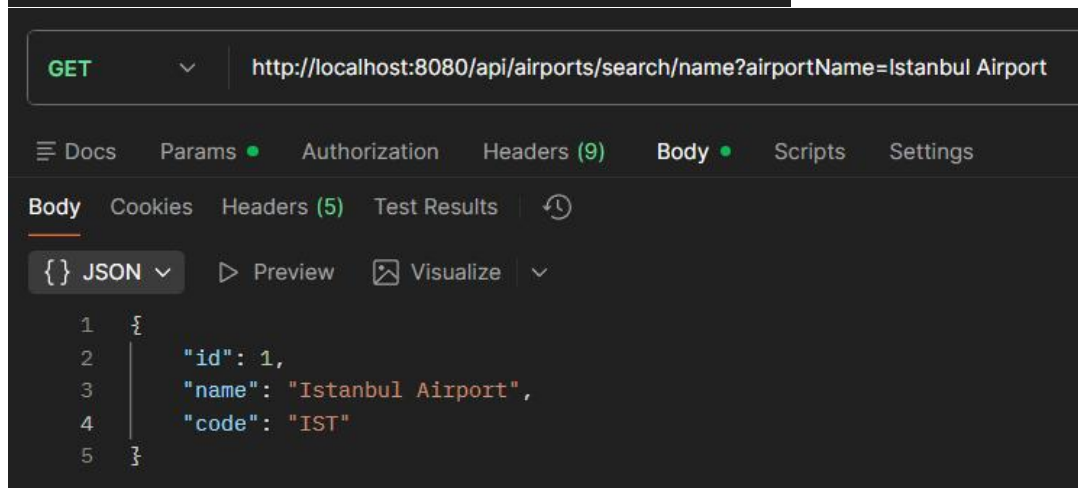 GET http://localhost:8080/api/airports/search/name?airportName=Istanbul Airport
Docs Params Authorization Headers (9) Body Scripts Settings
Body Cookies Headers (5) Test Results
{} JSON Preview Visualize
1 {
2 "id": 1,
3 "name": "Istanbul Airport",
4 "code": "IST"
5 }